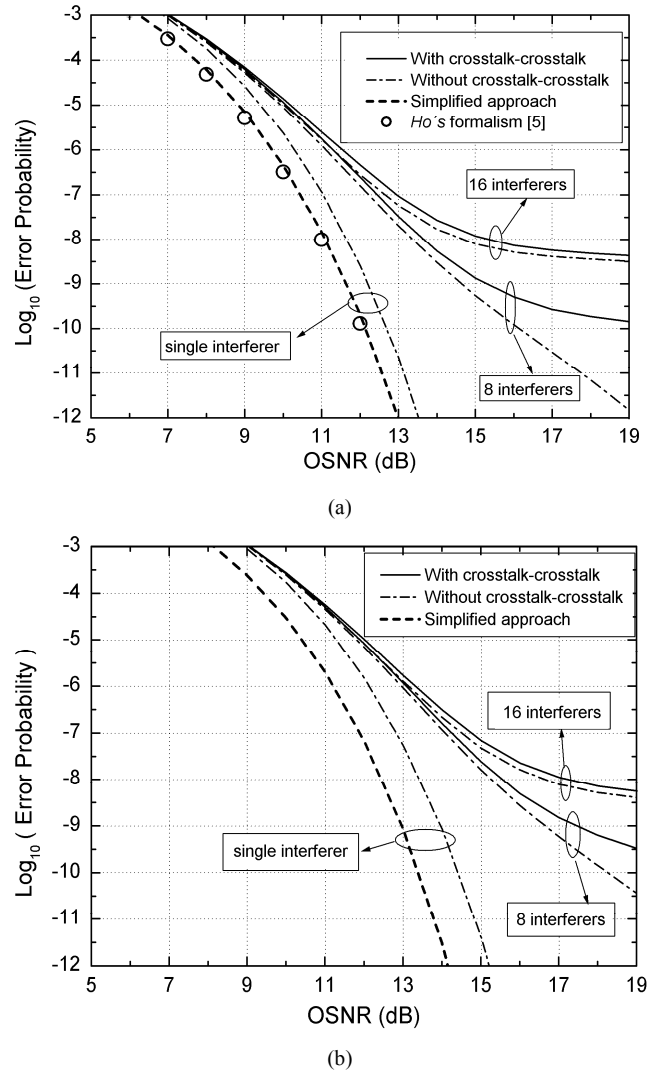 -3
-4
-5
-6
-7
-8
-9
-10
-11
-12
Log10 (Error Probability)
With crosstalk-crosstalk
Without crosstalk-crosstalk
Simplified approach
Ho´s formalism [5]
16 interferers
single interferer
8 interferers
5 7 9 11 13 15 17 19
OSNR (dB)
(a)
-3
-4
-5
-6
-7
-8
-9
-10
-11
-12
Log10 ( Error Probability )
With crosstalk-crosstalk
Without crosstalk-crosstalk
Simplified approach
16 interferers
single interferer
8 interferers
5 7 9 11 13 15 17 19
OSNR (dB)
(b)